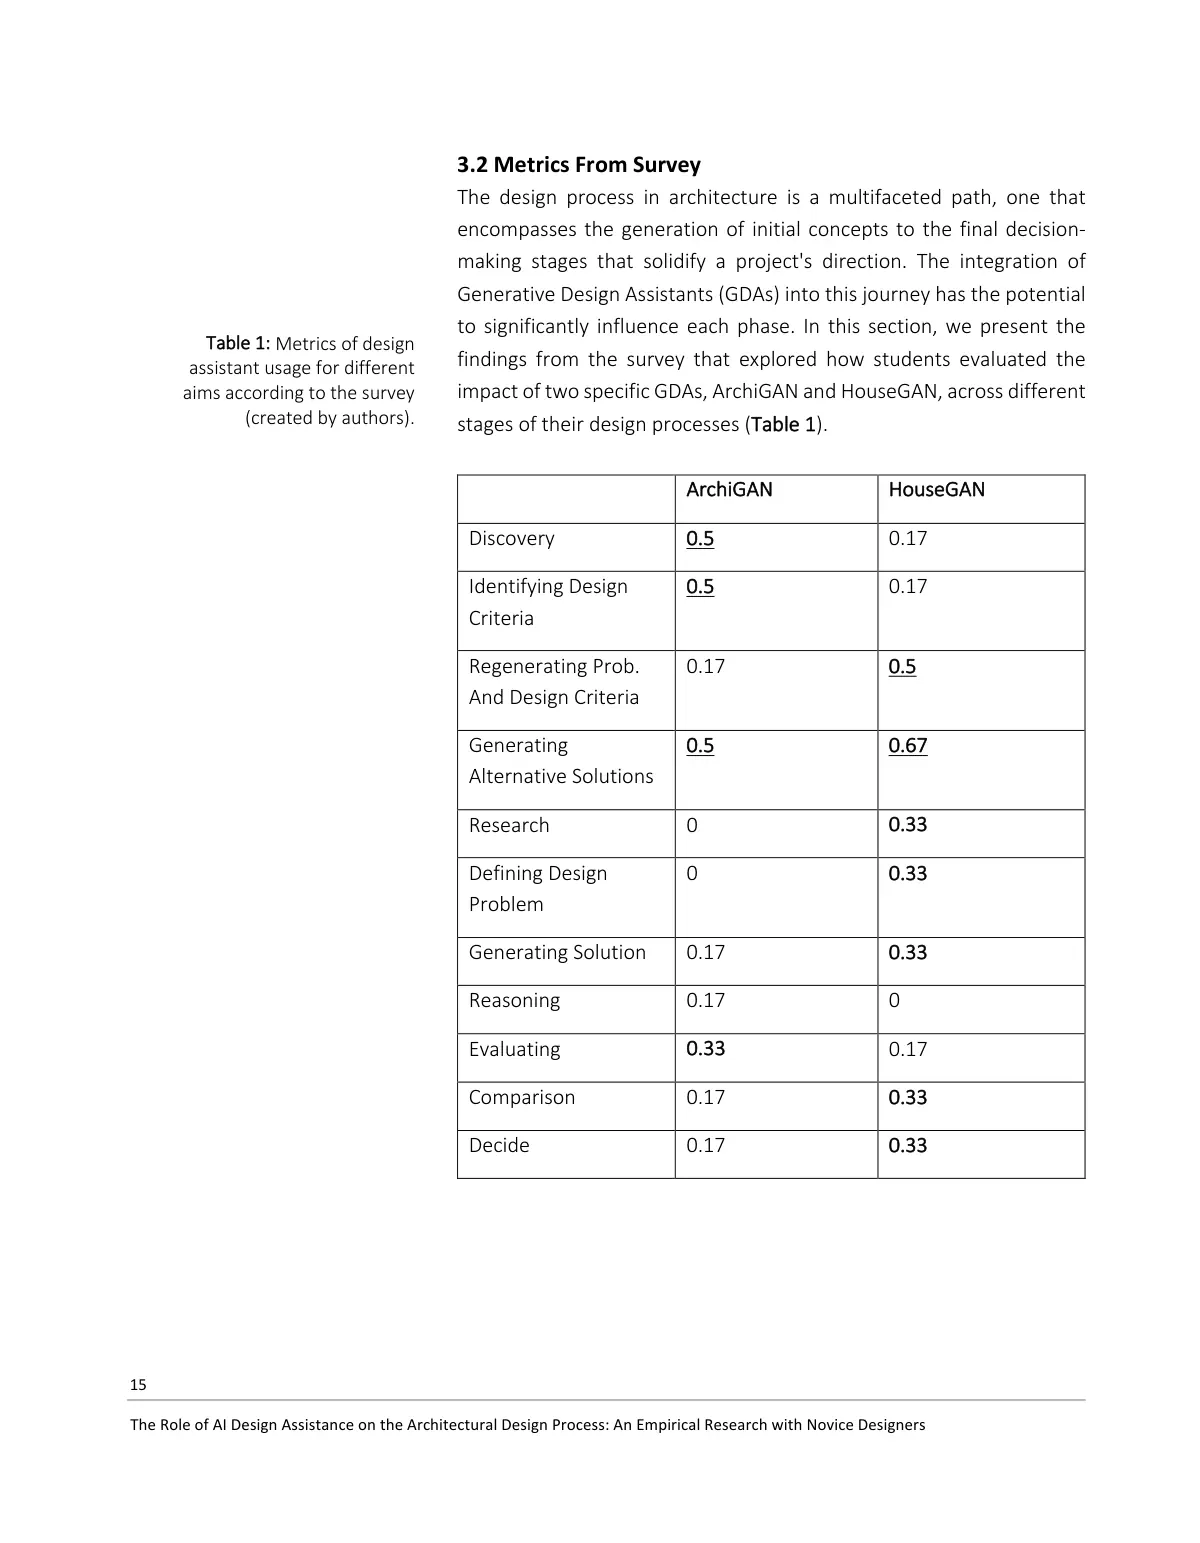 3.2 Metrics From Survey
The design process in architecture is a multifaceted path, one that
encompasses the generation of initial concepts to the final decision-
making stages that solidify a project's direction. The integration of
Generative Design Assistants (GDAs) into this journey has the potential
to significantly influence each phase. In this section, we present the
findings from the survey that explored how students evaluated the
impact of two specific GDAs, ArchiGAN and HouseGAN, across different
stages of their design processes (Table 1).
Table 1: Metrics of design
assistant usage for different
aims according to the survey
(created by authors).
ArchiGAN HouseGAN
Discovery 0.5 0.17
Identifying Design 0.5 0.17
Criteria
Regenerating Prob. 0.17 0.5
And Design Criteria
Generating 0.5 0.67
Alternative Solutions
Research 0 0.33
Defining Design 0 0.33
Problem
Generating Solution 0.17 0.33
Reasoning 0.17 0
Evaluating 0.33 0.17
Comparison 0.17 0.33
Decide 0.17 0.33
15
The Role of AI Design Assistance on the Architectural Design Process: An Empirical Research with Novice Designers